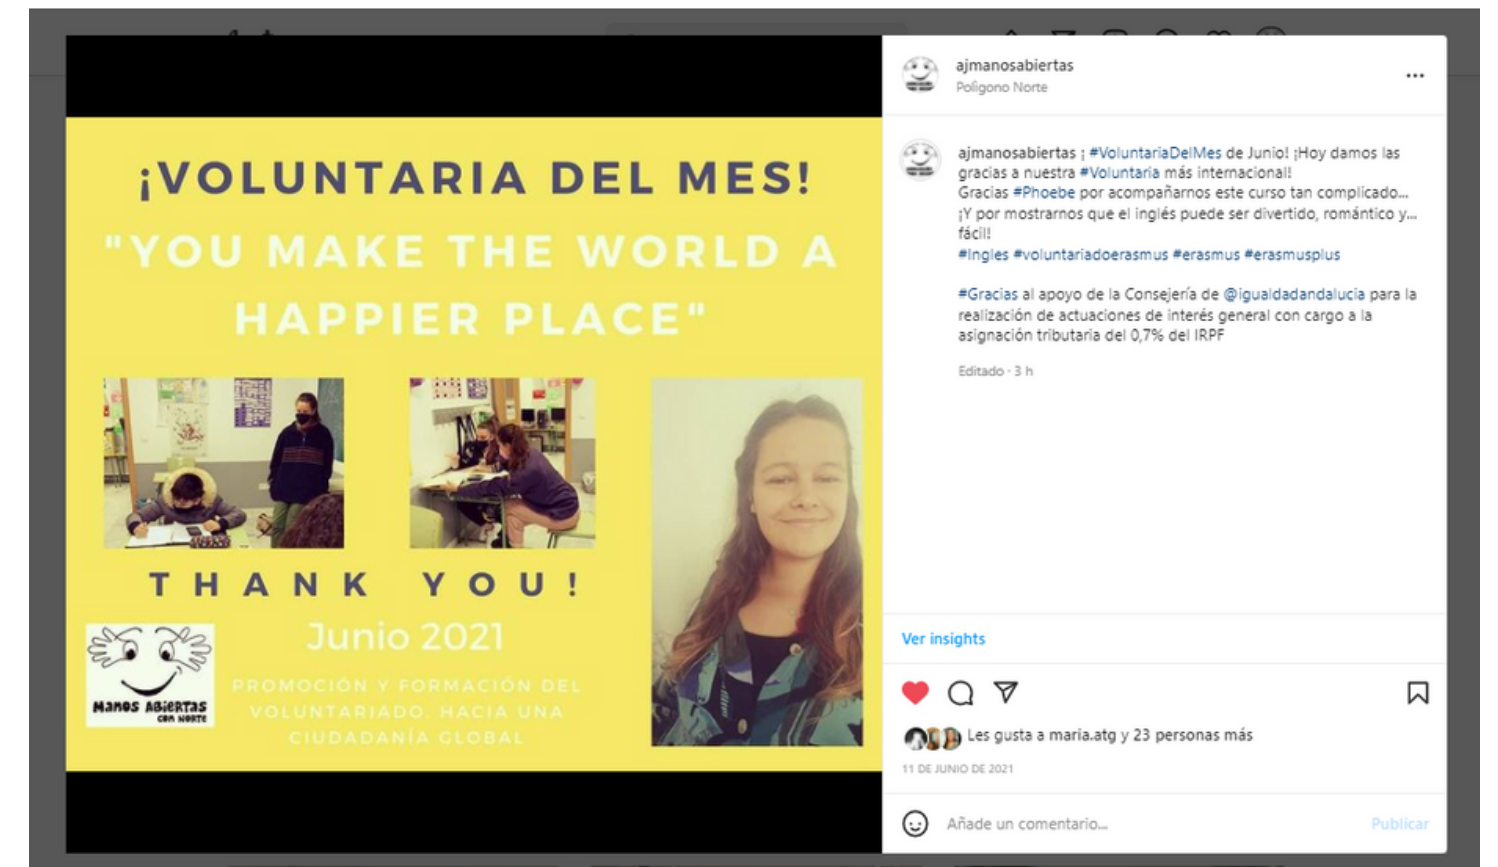 ¡VOLUNTARIA DEL MES!
"YOU MAKE THE WORLD A
HAPPIER PLACE"
THANK YOU!
Junio 2021
MANOS ABIERTAS
CON NORTE
PROMOCIÓN Y FORMACIÓN DEL
VOLUNTARIADO. HACIA UNA
CIUDADANÍA GLOBAL
ajmanosabiertas
Polígono Norte
ajmanosabiertas ¡ #VoluntariaDelMes de Junio! ¡Hoy damos las
gracias a nuestra #Voluntaria más internacional!
Gracias #Phoebe por acompañarnos este curso tan complicado...
¡Y por mostrarnos que el inglés puede ser divertido, romántico y...
fácil!
#Ingles #voluntariadoerasmus #erasmus #erasmusplus
#Gracias al apoyo de la Consejería de @igualdadandalucia para la
realización de actuaciones de interés general con cargo a la
asignación tributaria del 0,7% del IRPF
Editado · 3 h
Ver insights
Les gusta a maria.atg y 23 personas más
11 DE JUNIO DE 2021
Añade un comentario...
Publicar